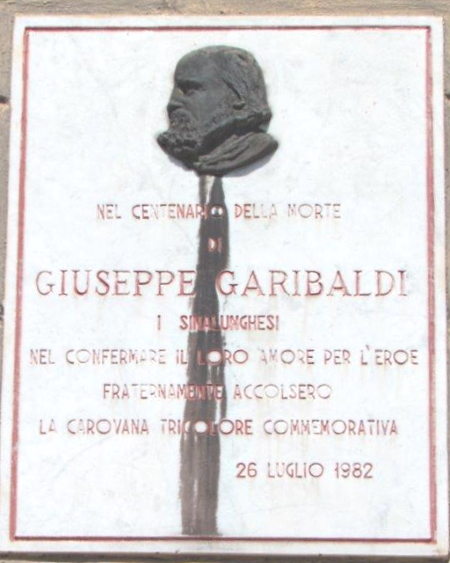 NEL CENTENARIO DELLA MORTE
DI
GIUSEPPE GARIBALDI
I SINALUNGHESI
NEL CONFERMARE IL LORO AMORE PER L'EROE
FRATERNAMENTE ACCOLSERO
LA CAROVANA TRICOLORE COMMEMORATIVA
26 LUGLIO 1982